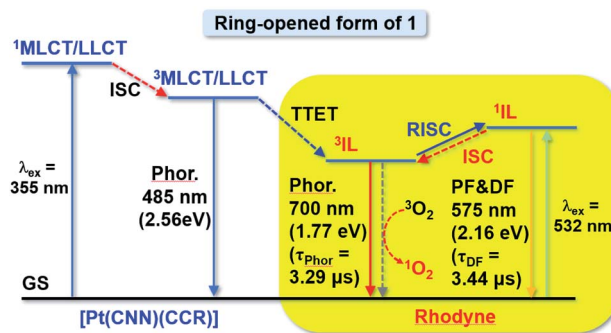 Ring-opened form of 1
¹MLCT/LLCT
ISC
³MLCT/LLCT
TTET
³IL
RISC
ISC
¹IL
λex =
355 nm
Phor.
485 nm
(2.56eV)
Phor.
700 nm
(1.77 eV)
(τPhor =
3.29 µs)
³O₂
¹O₂
PF&DF
575 nm
(2.16 eV)
(τDF =
3.44 µs)
λex =
532 nm
GS
[Pt(CNN)(CCR)]
Rhodyne